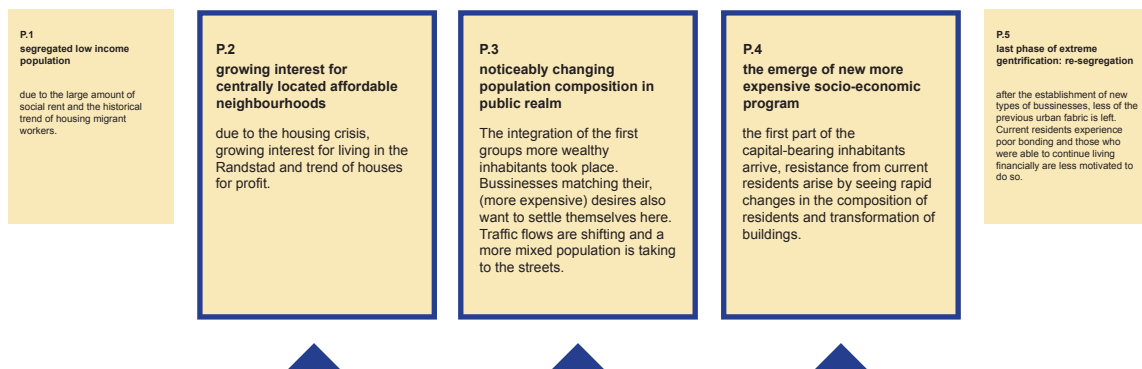 P.1
segregated low income
population
due to the large amount of
social rent and the historical
trend of housing migrant
workers.
P.2
growing interest for
centrally located affordable
neighbourhoods
due to the housing crisis,
growing interest for living in the
Randstad and trend of houses
for profit.
P.3
noticeably changing
population composition in
public realm
The integration of the first
groups more wealthy
inhabitants took place.
Bussinesses matching their,
(more expensive) desires also
want to settle themselves here.
Traffic flows are shifting and a
more mixed population is taking
to the streets.
P.4
the emerge of new more
expensive socio-economic
program
the first part of the
capital-bearing inhabitants
arrive, resistance from current
residents arise by seeing rapid
changes in the composition of
residents and transformation of
buildings.
P.5
last phase of extreme
gentrification: re-segregation
after the establishment of new
types of bussinesses, less of the
previous urban fabric is left.
Current residents experience
poor bonding and those who
were able to continue living
financially are less motivated to
do so.